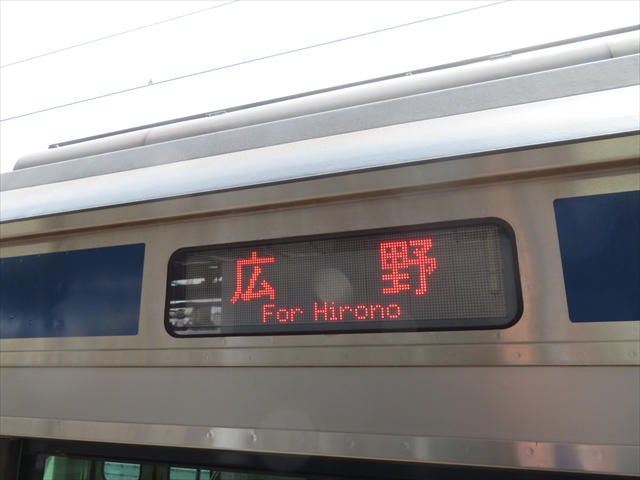 広野
For Hirono